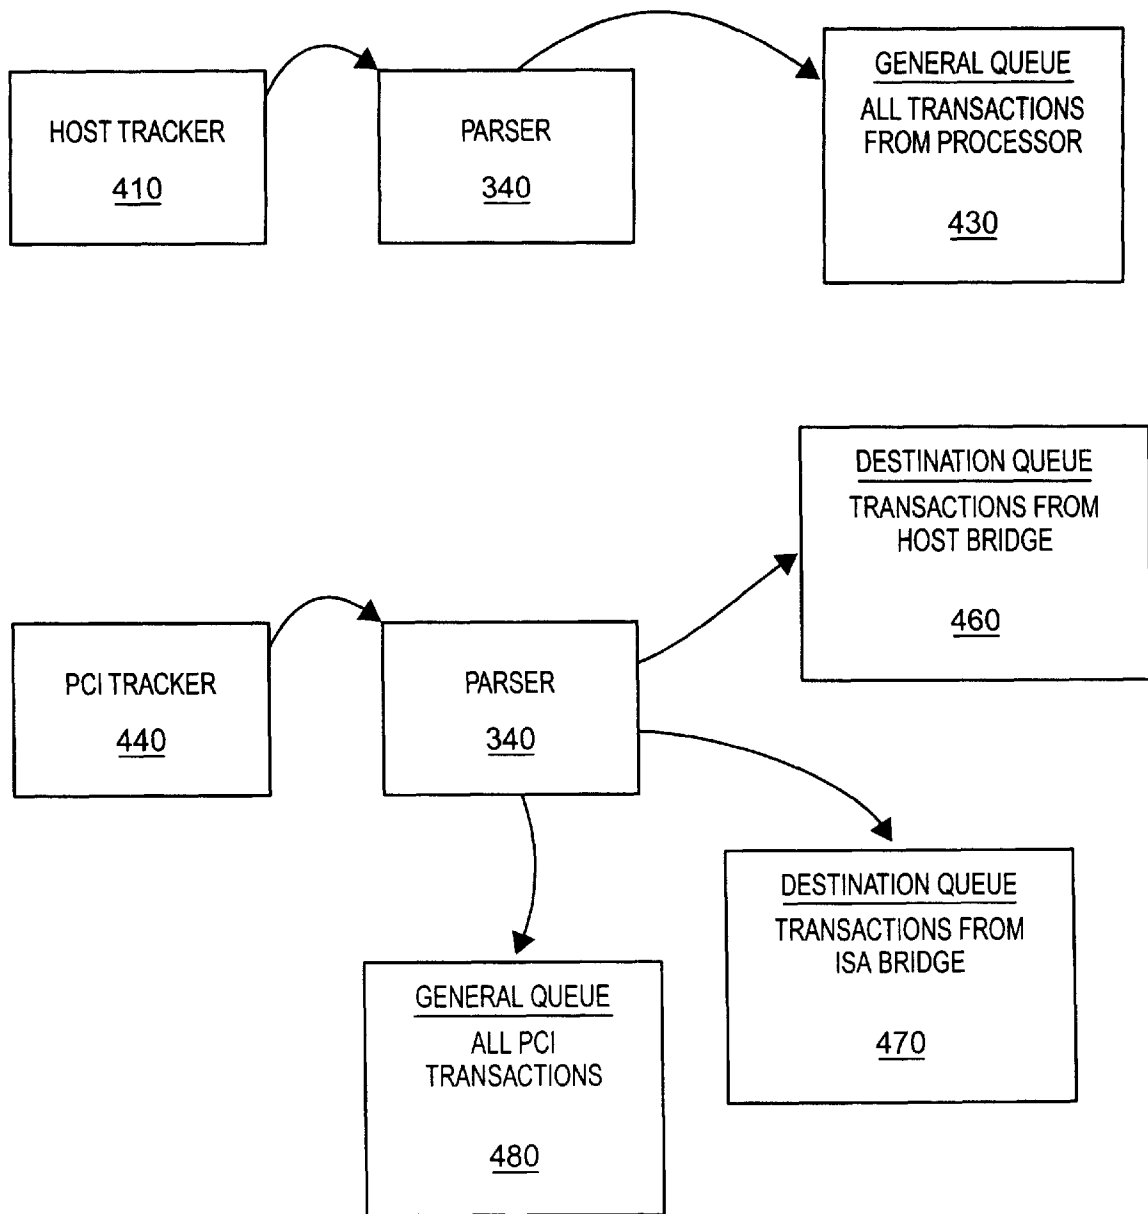 HOST TRACKER
410
PARSER
340
GENERAL QUEUE
ALL TRANSACTIONS
FROM PROCESSOR
430
DESTINATION QUEUE
TRANSACTIONS FROM
HOST BRIDGE
460
PCI TRACKER
440
PARSER
340
DESTINATION QUEUE
TRANSACTIONS FROM
ISA BRIDGE
470
GENERAL QUEUE
ALL PCI
TRANSACTIONS
480